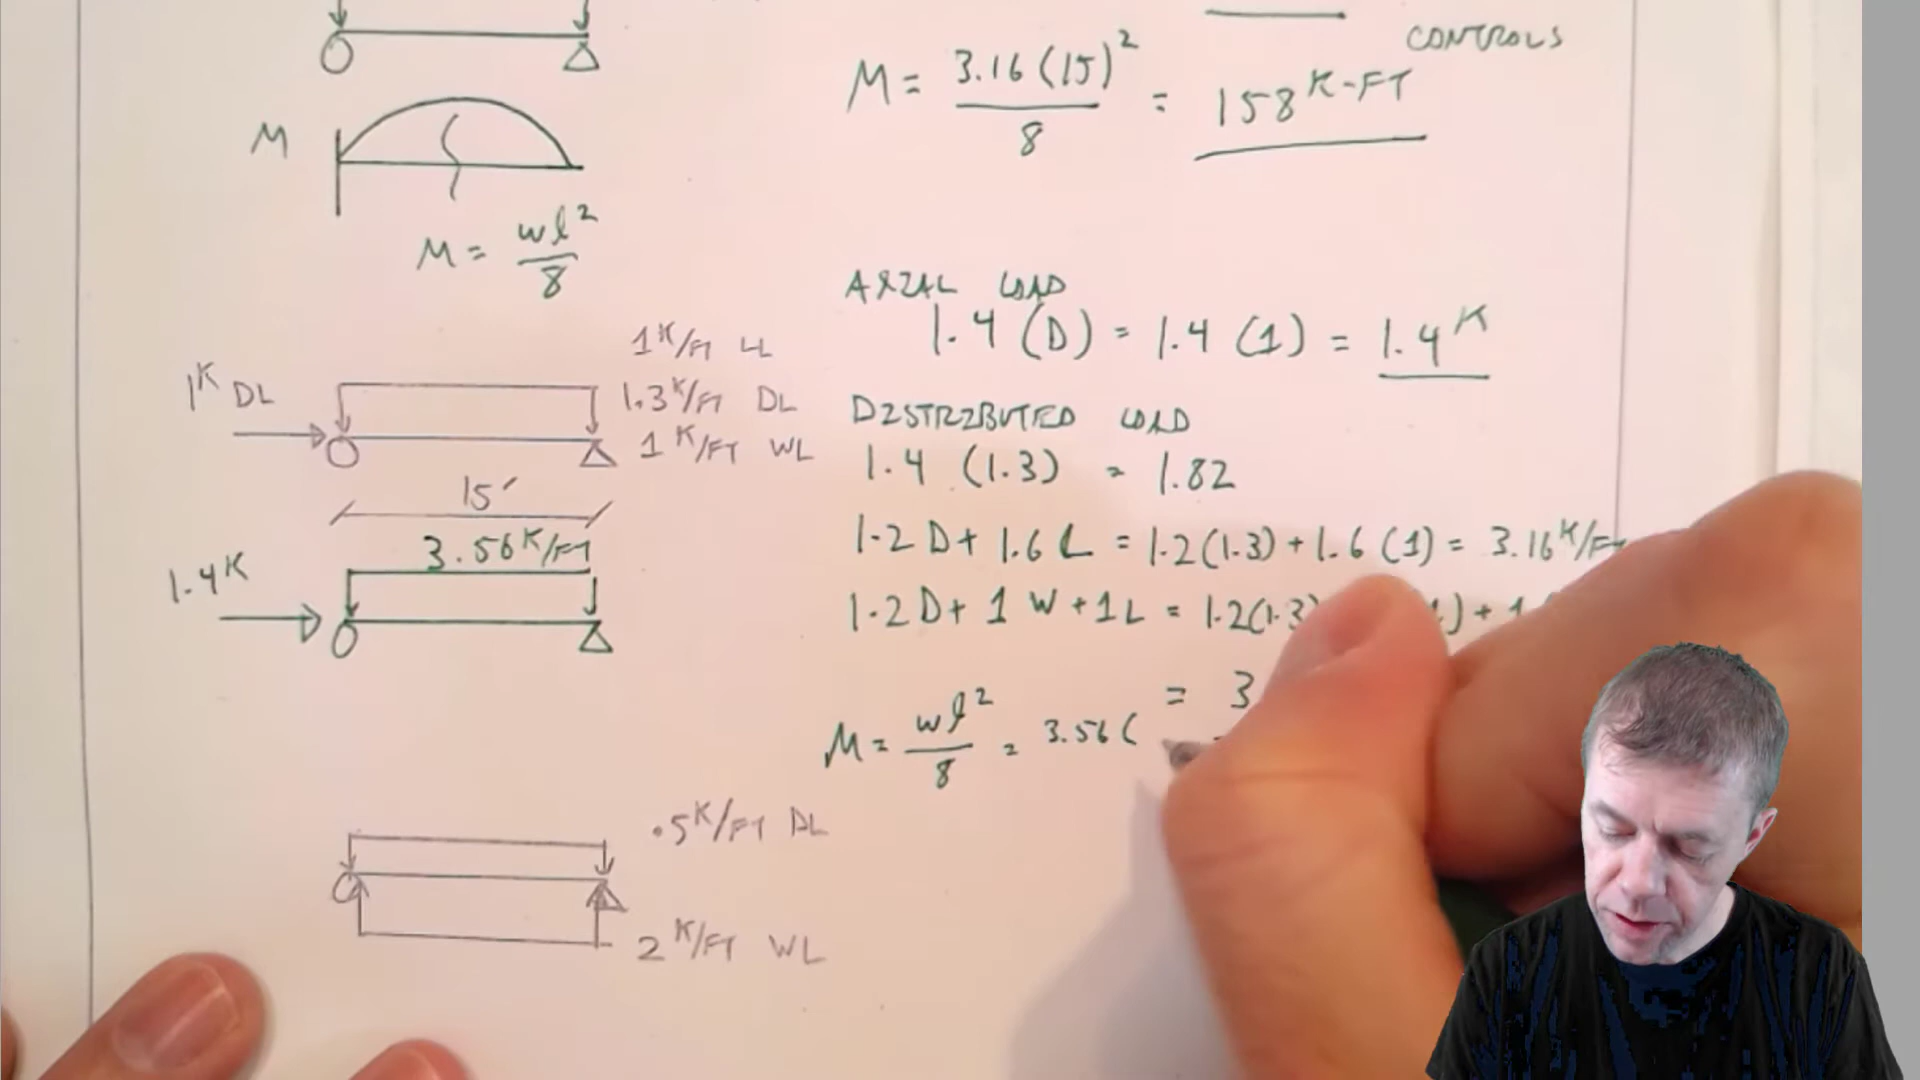 CONTROLS
M = 3.16 (15)² / 8 = 158 K-FT
M
M = wl² / 8
AXIAL LOAD
1.4 (D) = 1.4 (1) = 1.4 K
1 K/FT LL
1 K DL
1.3 K/FT DL
1 K/FT WL
15'
DISTRIBUTED LOAD
1.4 (1.3) = 1.82
1.2 D + 1.6 L = 1.2 (1.3) + 1.6 (1) = 3.16 K/FT
3.56 K/FT
1.4 K
1.2 D + 1 W + 1 L = 1.2 (1.3) + 1
= 3
M = wl² / 8 = 3.56 (
.5 K/FT DL
2 K/FT WL